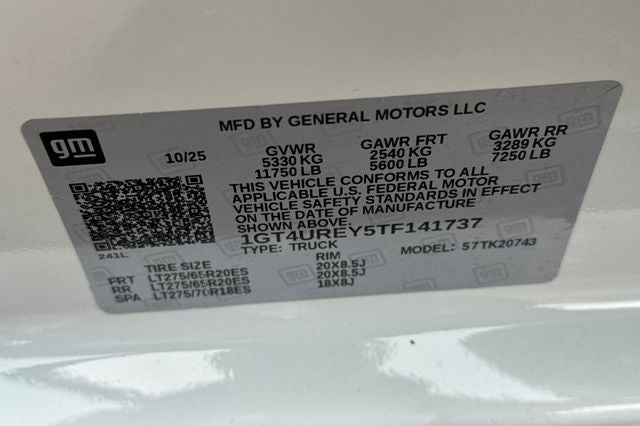 MFD BY GENERAL MOTORS LLC
gm
10/25
GVWR GAWR FRT GAWR RR
5330 KG 2540 KG 3289 KG
11750 LB 5600 LB 7250 LB
THIS VEHICLE CONFORMS TO ALL
APPLICABLE U.S. FEDERAL MOTOR
VEHICLE SAFETY STANDARDS IN EFFECT
ON THE DATE OF MANUFACTURE
SHOWN ABOVE
1GT4UREY5TF141737
TYPE: TRUCK MODEL: 57TK20743
241L
TIRE SIZE RIM
FRT LT275/65R20ES 20X8.5J
RR LT275/65R20ES 20X8.5J
SPA LT275/70R18ES 18X8J